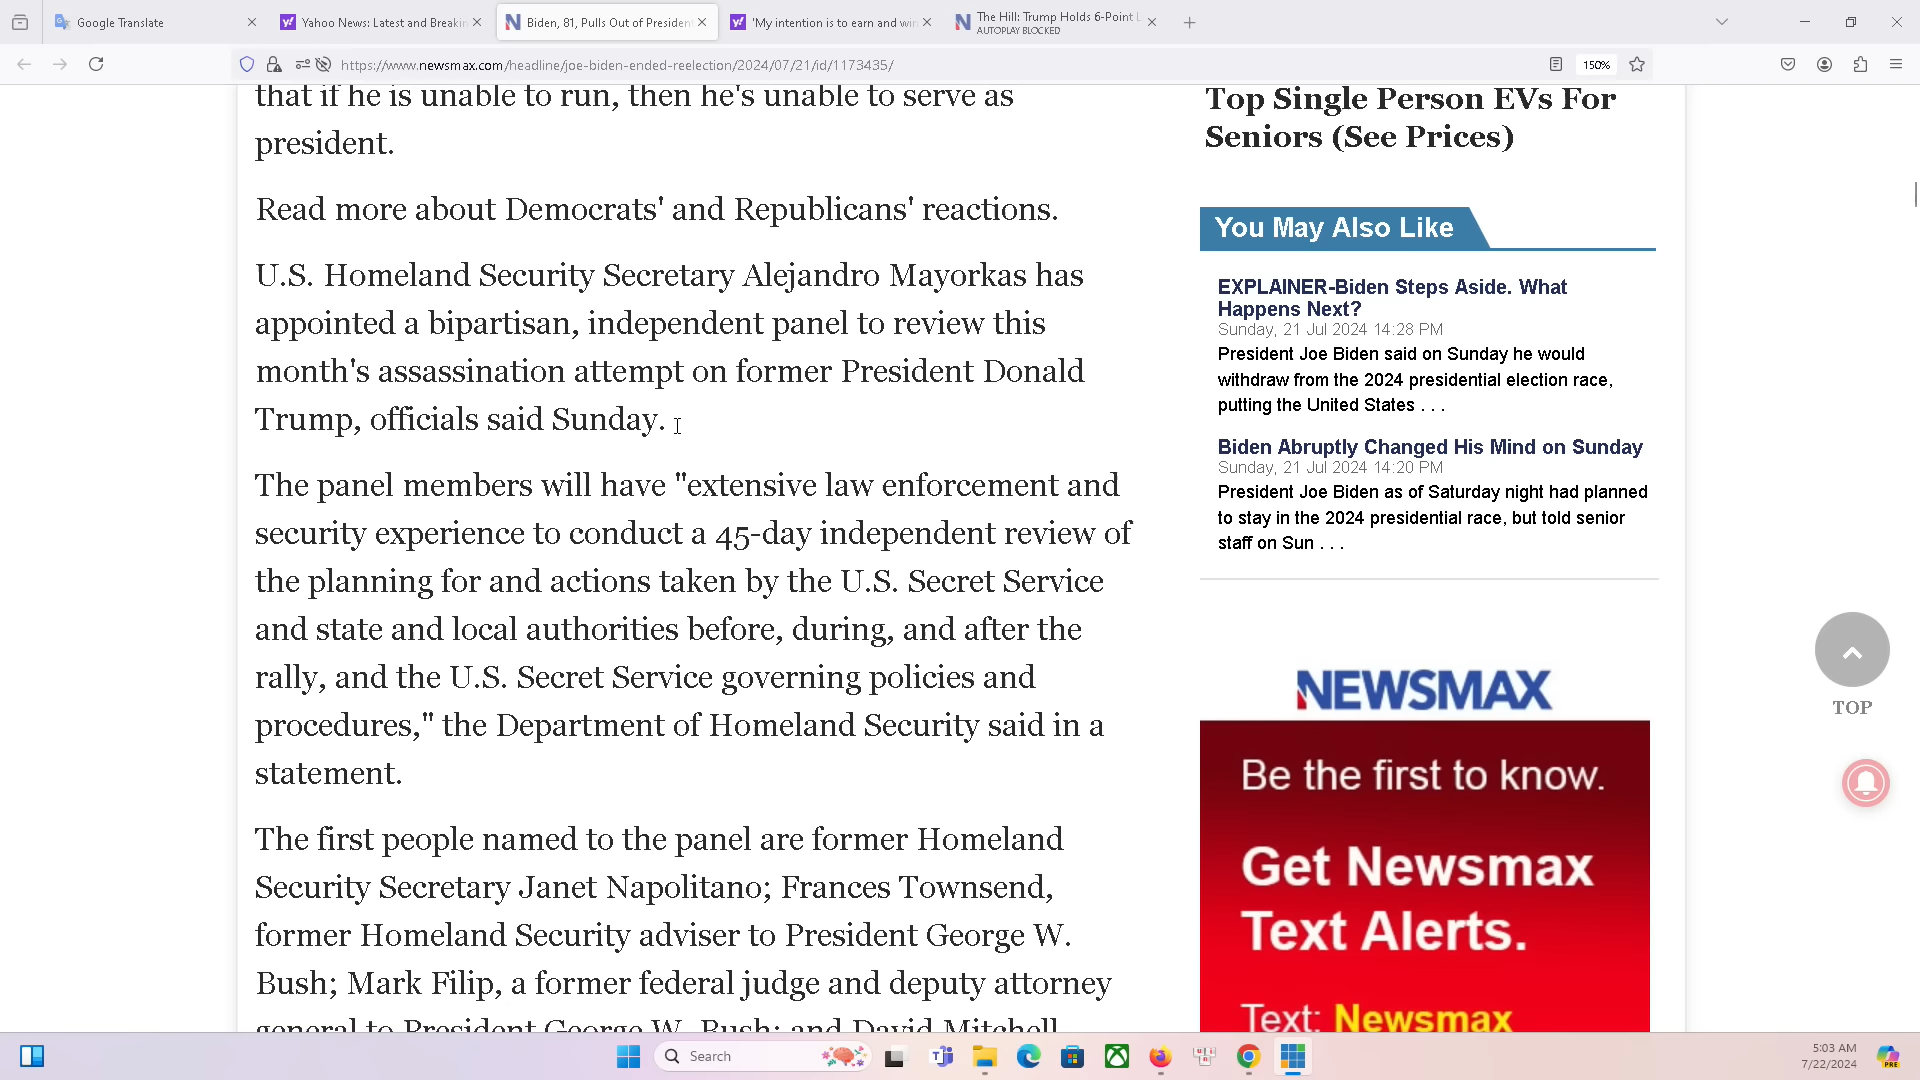 Google Translate
Yahoo News: Latest and Breakin
Biden, 81, Pulls Out of Presiden
'My intention is to earn and win
The Hill: Trump Holds 6-Point L
AUTOPLAY BLOCKED
https://www.newsmax.com/headline/joe-biden-ended-reelection/2024/07/21/id/1173435/
150%
that if he is unable to run, then he's unable to serve as
president.
Read more about Democrats' and Republicans' reactions.
U.S. Homeland Security Secretary Alejandro Mayorkas has
appointed a bipartisan, independent panel to review this
month's assassination attempt on former President Donald
Trump, officials said Sunday.
The panel members will have "extensive law enforcement and
security experience to conduct a 45-day independent review of
the planning for and actions taken by the U.S. Secret Service
and state and local authorities before, during, and after the
rally, and the U.S. Secret Service governing policies and
procedures," the Department of Homeland Security said in a
statement.
The first people named to the panel are former Homeland
Security Secretary Janet Napolitano; Frances Townsend,
former Homeland Security adviser to President George W.
Bush; Mark Filip, a former federal judge and deputy attorney
general to President George W. Bush; and David Mitchell,
Top Single Person EVs For
Seniors (See Prices)
You May Also Like
EXPLAINER-Biden Steps Aside. What
Happens Next?
Sunday, 21 Jul 2024 14:28 PM
President Joe Biden said on Sunday he would
withdraw from the 2024 presidential election race,
putting the United States . . .
Biden Abruptly Changed His Mind on Sunday
Sunday, 21 Jul 2024 14:20 PM
President Joe Biden as of Saturday night had planned
to stay in the 2024 presidential race, but told senior
staff on Sun . . .
NEWSMAX
Be the first to know.
Get Newsmax
Text Alerts.
Text: Newsmax
TOP
Search
5:03 AM
7/22/2024
PRE